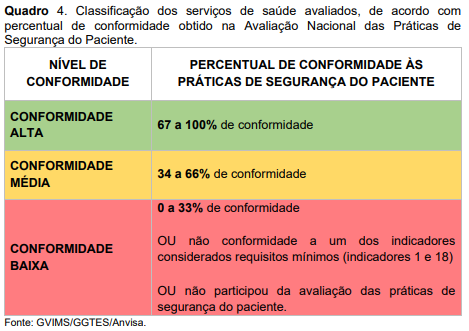 Quadro 4. Classificação dos serviços de saúde avaliados, de acordo com
percentual de conformidade obtido na Avaliação Nacional das Práticas de
Segurança do Paciente.
NÍVEL DE
CONFORMIDADE
PERCENTUAL DE CONFORMIDADE ÀS
PRÁTICAS DE SEGURANÇA DO PACIENTE
CONFORMIDADE
ALTA
67 a 100% de conformidade
CONFORMIDADE
MÉDIA
34 a 66% de conformidade
CONFORMIDADE
BAIXA
0 a 33% de conformidade
OU não conformidade a um dos indicadores
considerados requisitos mínimos (indicadores 1 e 18)
OU não participou da avaliação das práticas de
segurança do paciente.
Fonte: GVIMS/GGTES/Anvisa.